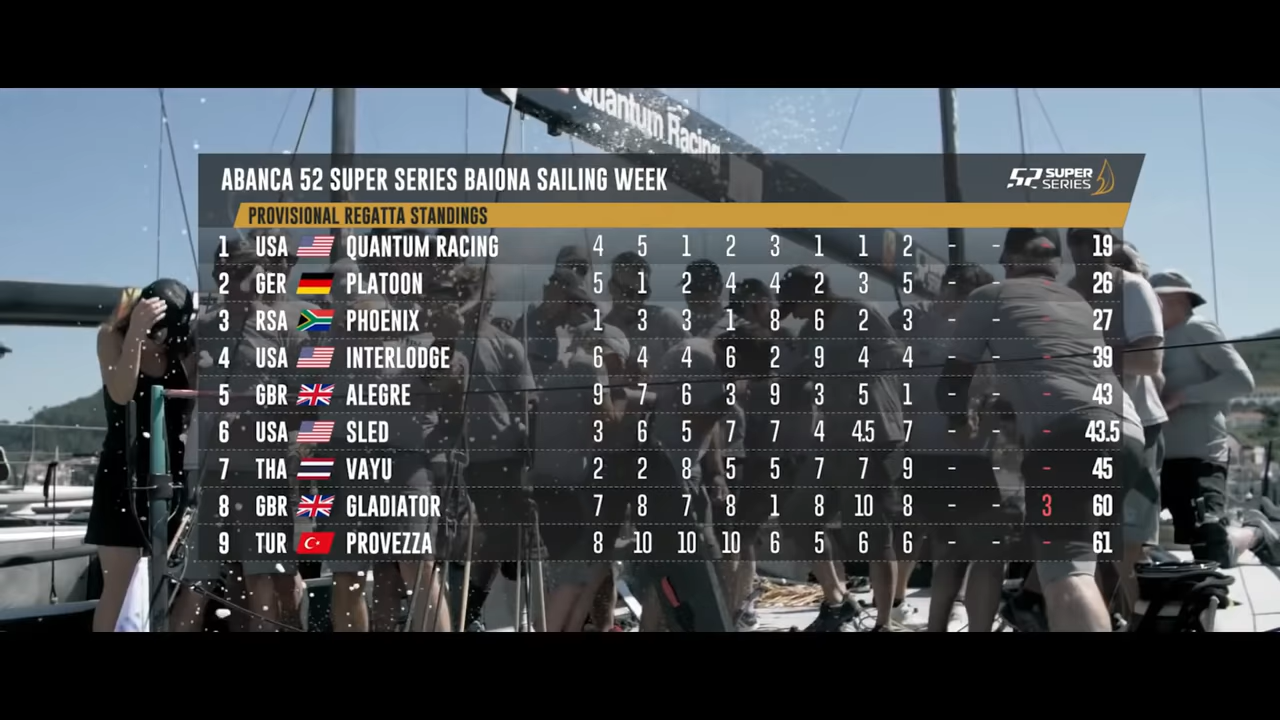 Quantum Racing
ABANCA 52 SUPER SERIES BAIONA SAILING WEEK
52 SUPER SERIES
PROVISIONAL REGATTA STANDINGS
1 USA QUANTUM RACING 4 5 1 2 3 1 1 2 - - 19
2 GER PLATOON 5 1 2 4 4 2 3 5 - - - 26
3 RSA PHOENIX 1 3 3 1 8 6 2 3 - - - 27
4 USA INTERLODGE 6 4 4 6 2 9 4 4 - - - 39
5 GBR ALEGRE 9 7 6 3 9 3 5 1 - - - 43
6 USA SLED 3 6 5 7 7 4 4.5 7 - - - 43.5
7 THA VAYU 2 2 8 5 5 7 7 9 - - - 45
8 GBR GLADIATOR 7 8 7 8 1 8 10 8 - - 3 60
9 TUR PROVEZZA 8 10 10 10 6 5 6 6 - - - 61